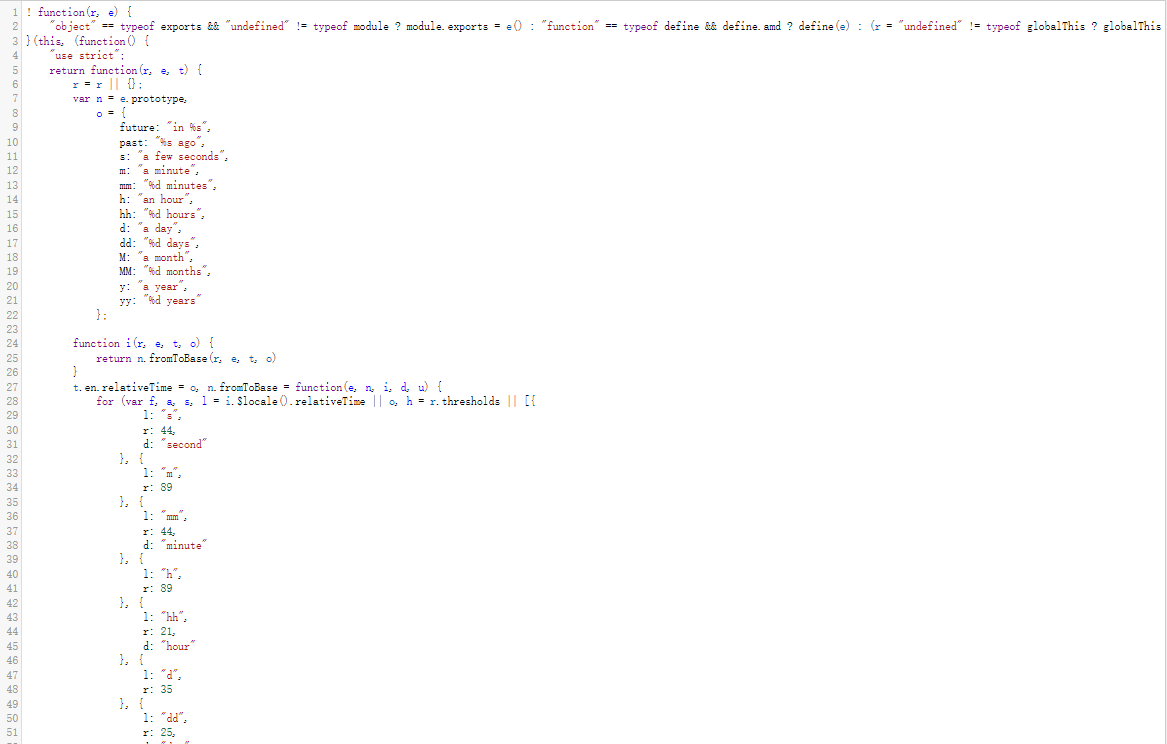 1 ! function(r, e) {
2 "object" == typeof exports && "undefined" != typeof module ? module.exports = e() : "function" == typeof define && define.amd ? define(e) : (r = "undefined" != typeof globalThis ? globalThis
3 }(this, (function() {
4 "use strict";
5 return function(r, e, t) {
6 r = r || {};
7 var n = e.prototype,
8 o = {
9 future: "in %s",
10 past: "%s ago",
11 s: "a few seconds",
12 m: "a minute",
13 mm: "%d minutes",
14 h: "an hour",
15 hh: "%d hours",
16 d: "a day",
17 dd: "%d days",
18 M: "a month",
19 MM: "%d months",
20 y: "a year",
21 yy: "%d years"
22 };
23
24 function i(r, e, t, o) {
25 return n.fromToBase(r, e, t, o)
26 }
27 t.en.relativeTime = o, n.fromToBase = function(e, n, i, d, u) {
28 for (var f, a, s, l = i.$locale().relativeTime || o, h = r.thresholds || [{
29 l: "s",
30 r: 44,
31 d: "second"
32 }, {
33 l: "m",
34 r: 89
35 }, {
36 l: "mm",
37 r: 44,
38 d: "minute"
39 }, {
40 l: "h",
41 r: 89
42 }, {
43 l: "hh",
44 r: 21,
45 d: "hour"
46 }, {
47 l: "d",
48 r: 35
49 }, {
50 l: "dd",
51 r: 25,